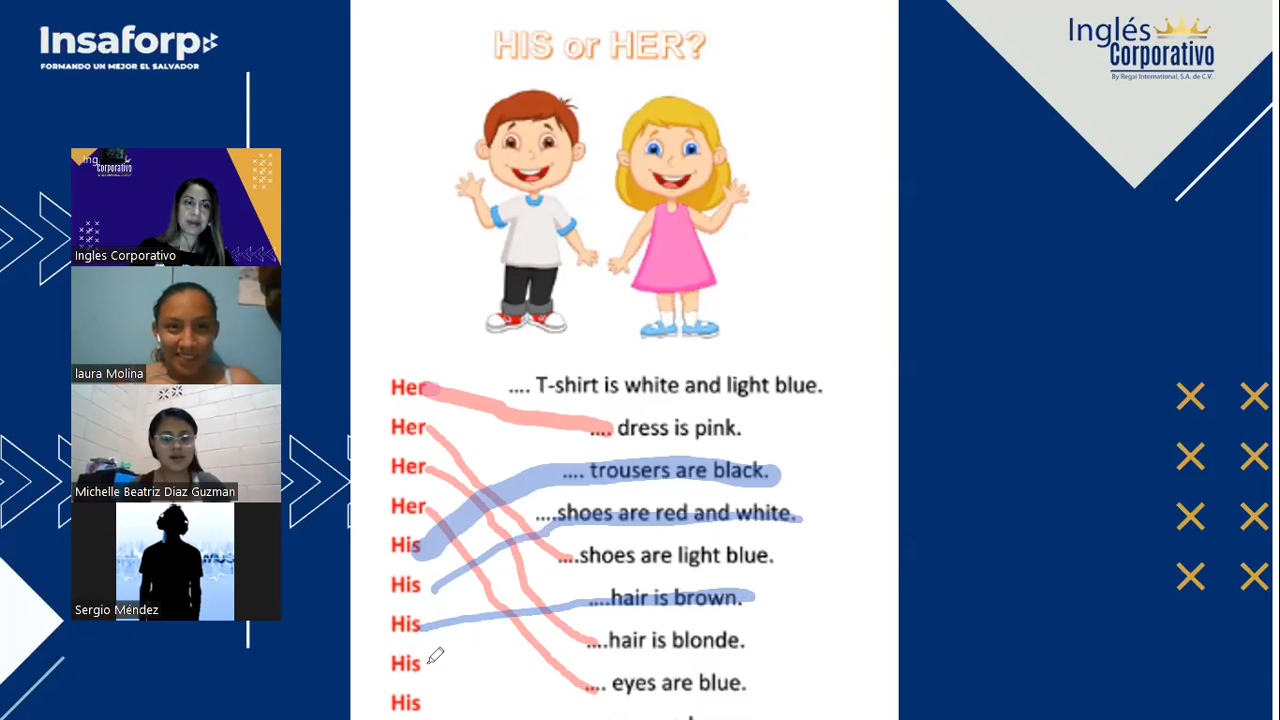 Insaforp
FORMANDO UN MEJOR EL SALVADOR
HIS or HER?
Inglés
Corporativo
By Regal International, S.A. de C.V.
Ing
Corporativo
Ingles Corporativo
laura Molina
Michelle Beatriz Diaz Guzman
Sergio Méndez
Her .... T-shirt is white and light blue.
Her .... dress is pink.
Her .... trousers are black.
Her ....shoes are red and white.
His ....shoes are light blue.
His ....hair is brown.
His ....hair is blonde.
His .... eyes are blue.
His